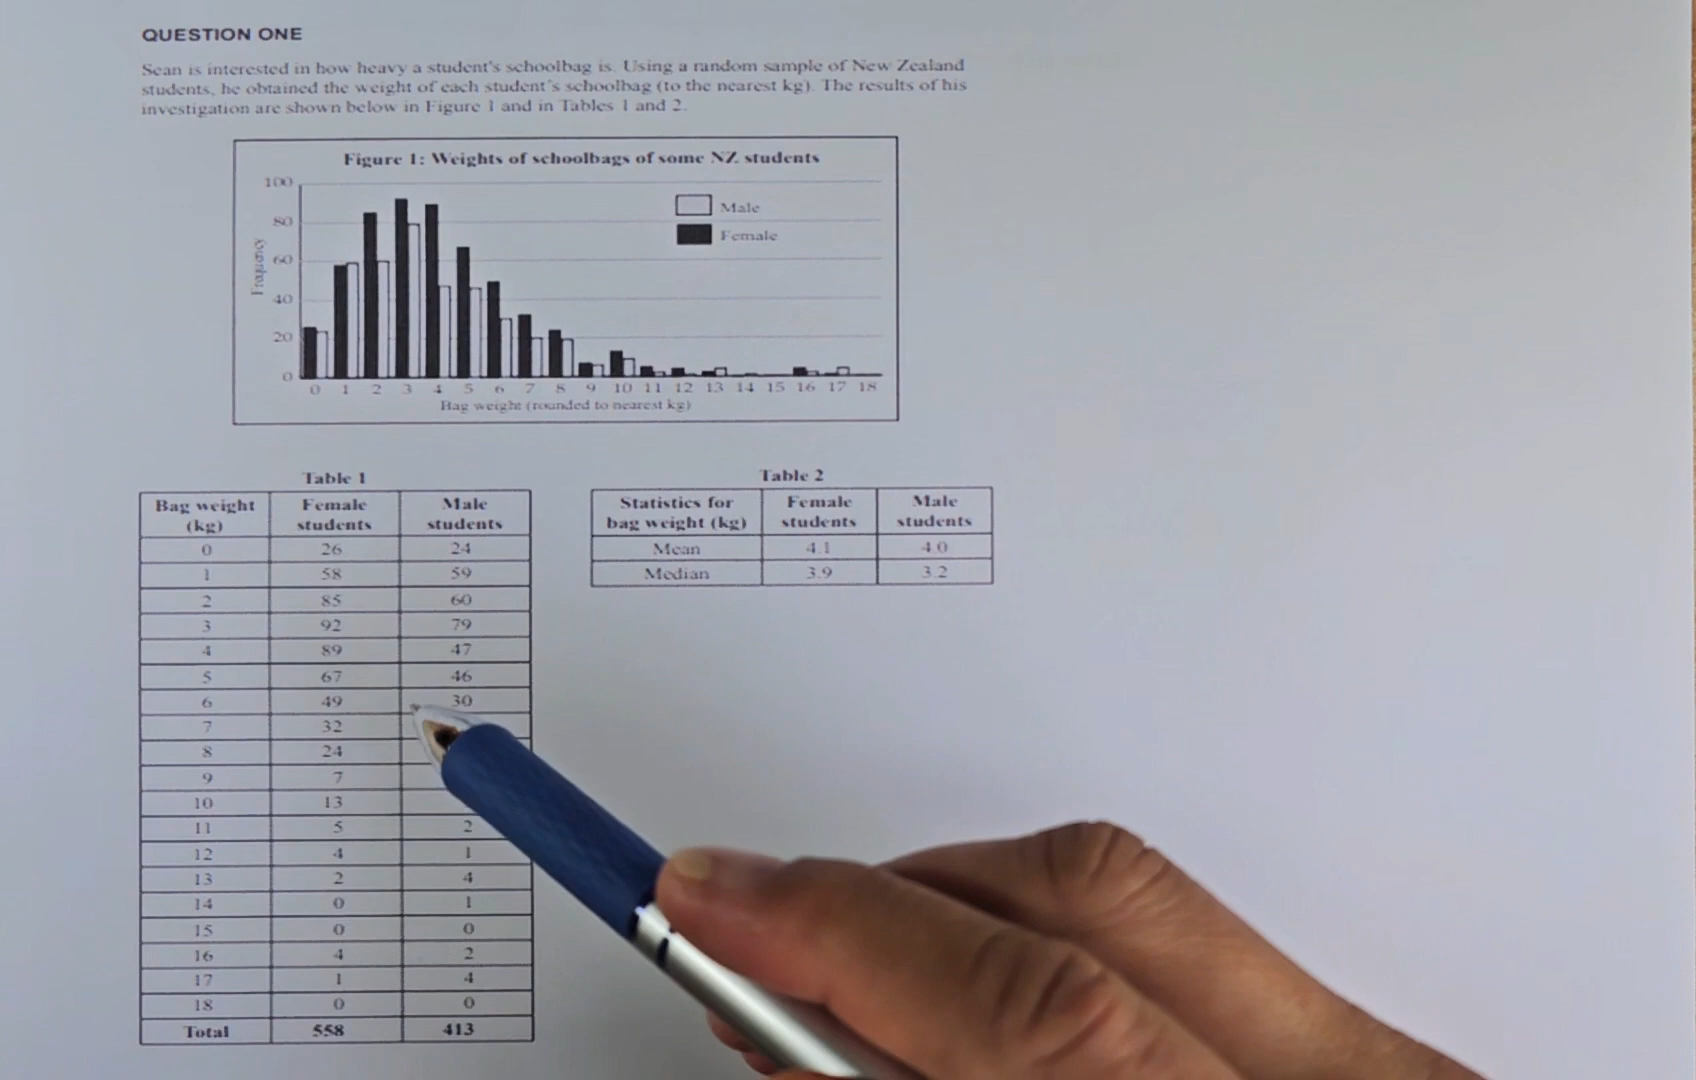 QUESTION ONE
Sean is interested in how heavy a student's schoolbag is. Using a random sample of New Zealand
students, he obtained the weight of each student's schoolbag (to the nearest kg). The results of his
investigation are shown below in Figure 1 and in Tables 1 and 2.
Figure 1: Weights of schoolbags of some NZ students
100
80
60
40
20
0
Frequency
Male
Female
0 1 2 3 4 5 6 7 8 9 10 11 12 13 14 15 16 17 18
Bag weight (rounded to nearest kg)
Table 1
Bag weight (kg) Female students Male students
0 26 24
1 58 59
2 85 60
3 92 79
4 89 47
5 67 46
6 49 30
7 32
8 24
9 7
10 13
11 5 2
12 4 1
13 2 4
14 0 1
15 0 0
16 4 2
17 1 4
18 0 0
Total 558 413
Table 2
Statistics for bag weight (kg) Female students Male students
Mean 4.1 4.0
Median 3.9 3.2